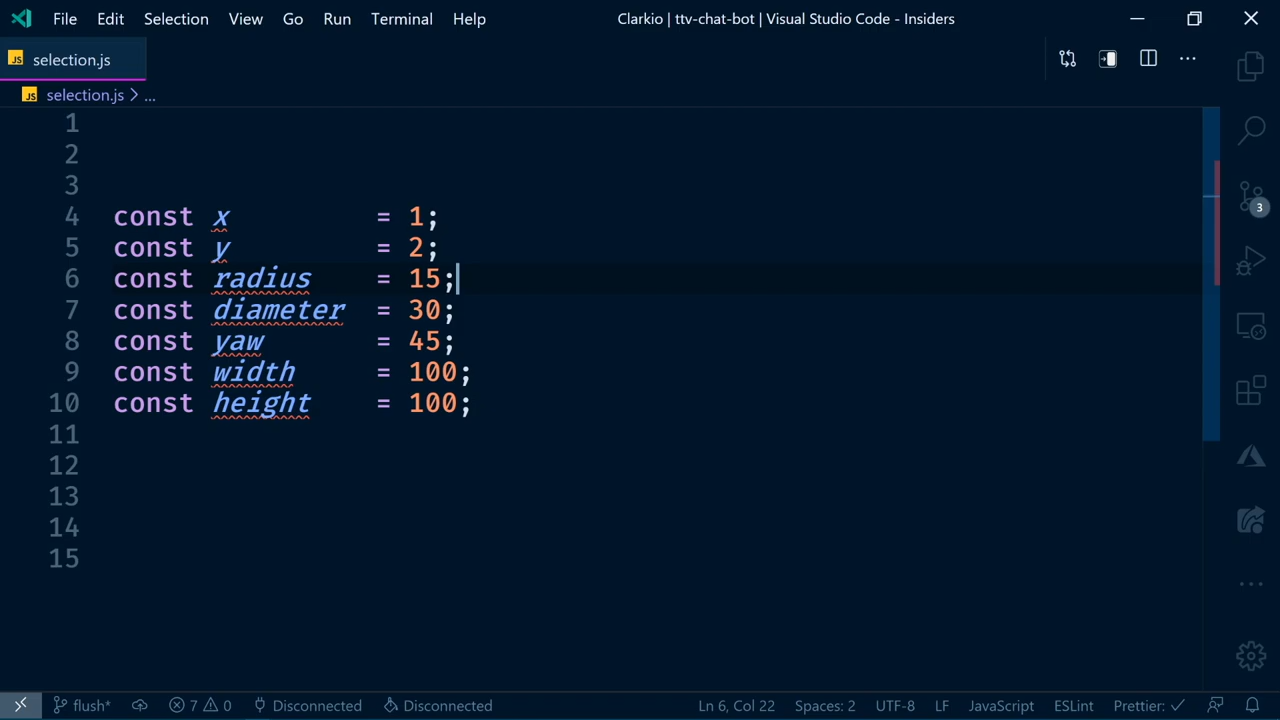 File Edit Selection View Go Run Terminal Help Clarkio | ttv-chat-bot | Visual Studio Code - Insiders
JS selection.js
JS selection.js > ...
1
2
3
4 const x = 1;
5 const y = 2;
6 const radius = 15;
7 const diameter = 30;
8 const yaw = 45;
9 const width = 100;
10 const height = 100;
11
12
13
14
15
3
flush* 7 0 Disconnected Disconnected Ln 6, Col 22 Spaces: 2 UTF-8 LF JavaScript ESLint Prettier: ✓